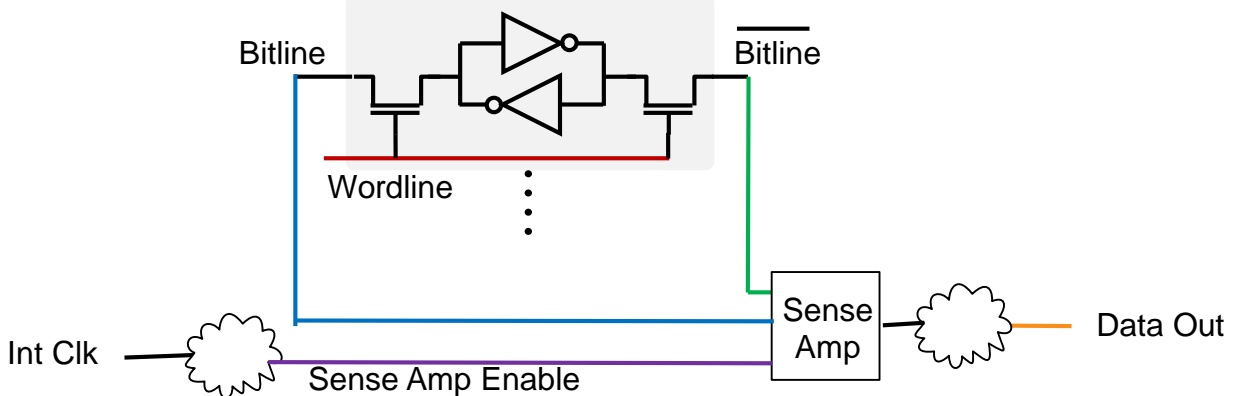 Bitline
Bitline
Wordline
Sense
Amp
Data Out
Int Clk
Sense Amp Enable